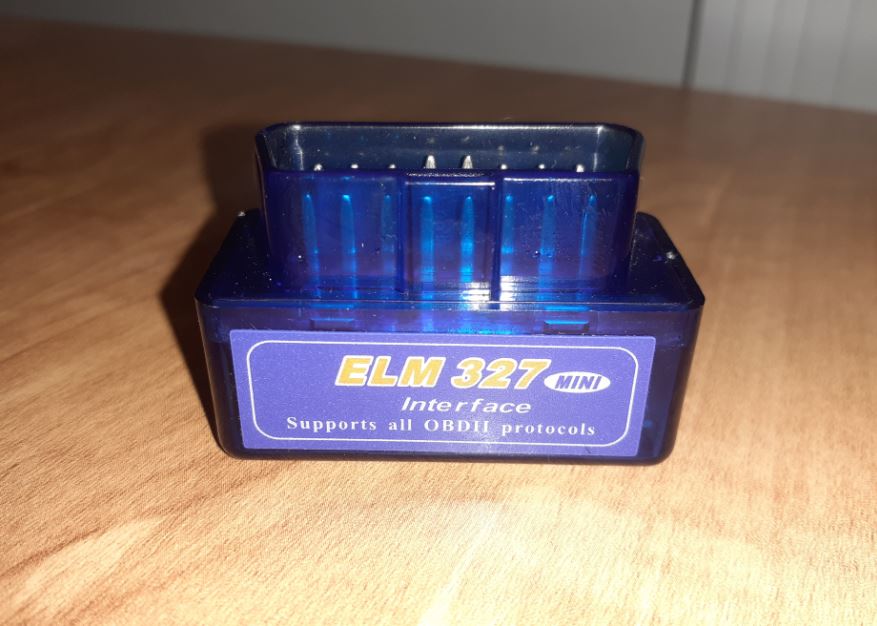 ELM 327 MINI
Interface
Supports all OBDII protocols